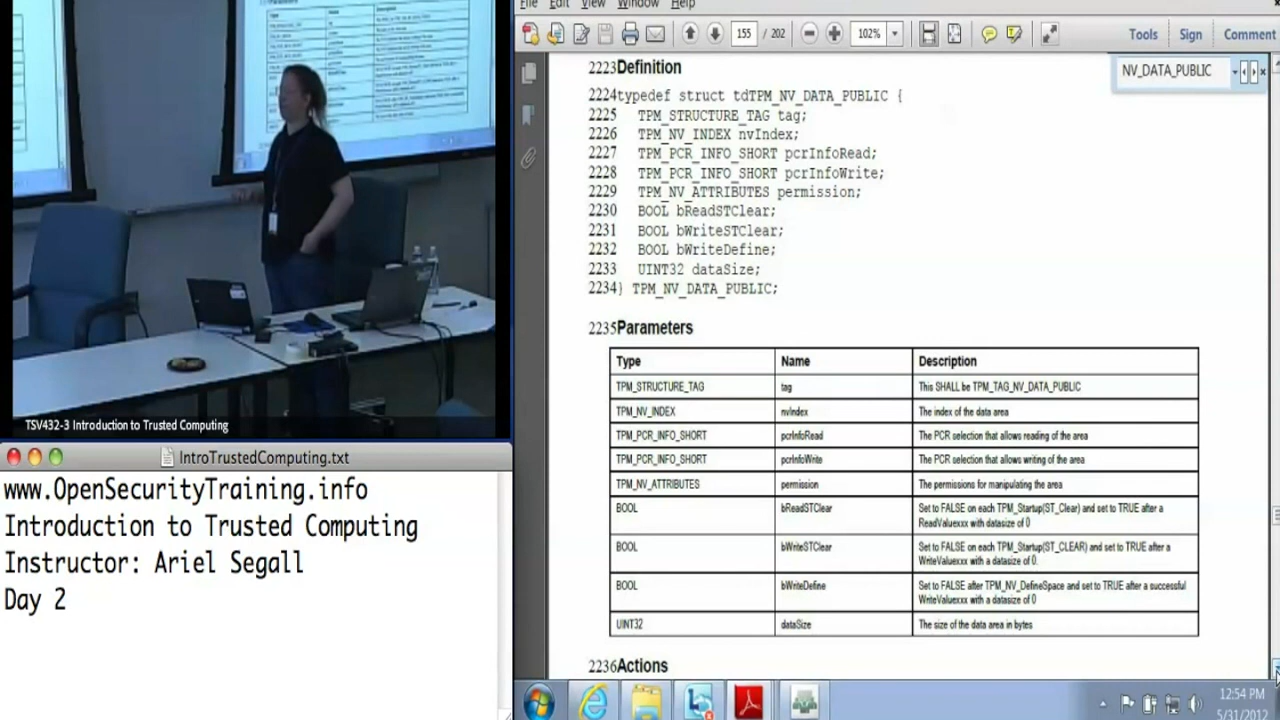 TSV432-3 Introduction to Trusted Computing
IntroTrustedComputing.txt
www.OpenSecurityTraining.info
Introduction to Trusted Computing
Instructor: Ariel Segall
Day 2
File Edit View Window Help
155 202 102% Tools Sign Comment
NV_DATA_PUBLIC
2223Definition
2224typedef struct tdTPM_NV_DATA_PUBLIC {
2225 TPM_STRUCTURE_TAG tag;
2226 TPM_NV_INDEX nvIndex;
2227 TPM_PCR_INFO_SHORT pcrInfoRead;
2228 TPM_PCR_INFO_SHORT pcrInfoWrite;
2229 TPM_NV_ATTRIBUTES permission;
2230 BOOL bReadSTClear;
2231 BOOL bWriteSTClear;
2232 BOOL bWriteDefine;
2233 UINT32 dataSize;
2234} TPM_NV_DATA_PUBLIC;
2235Parameters
Type Name Description
TPM_STRUCTURE_TAG tag This SHALL be TPM_TAG_NV_DATA_PUBLIC
TPM_NV_INDEX nvIndex The index of the data area
TPM_PCR_INFO_SHORT pcrInfoRead The PCR selection that allows reading of the area
TPM_PCR_INFO_SHORT pcrInfoWrite The PCR selection that allows writing of the area
TPM_NV_ATTRIBUTES permission The permissions for manipulating the area
BOOL bReadSTClear Set to FALSE on each TPM_Startup(ST_Clear) and set to TRUE after a
ReadValuexxx with datasize of 0
BOOL bWriteSTClear Set to FALSE on each TPM_Startup(ST_CLEAR) and set to TRUE after a
WriteValuexxx with a datasize of 0.
BOOL bWriteDefine Set to FALSE after TPM_NV_DefineSpace and set to TRUE after a successful
WriteValuexxx with a datasize of 0
UINT32 dataSize The size of the data area in bytes
2236Actions
12:54 PM
5/31/2012